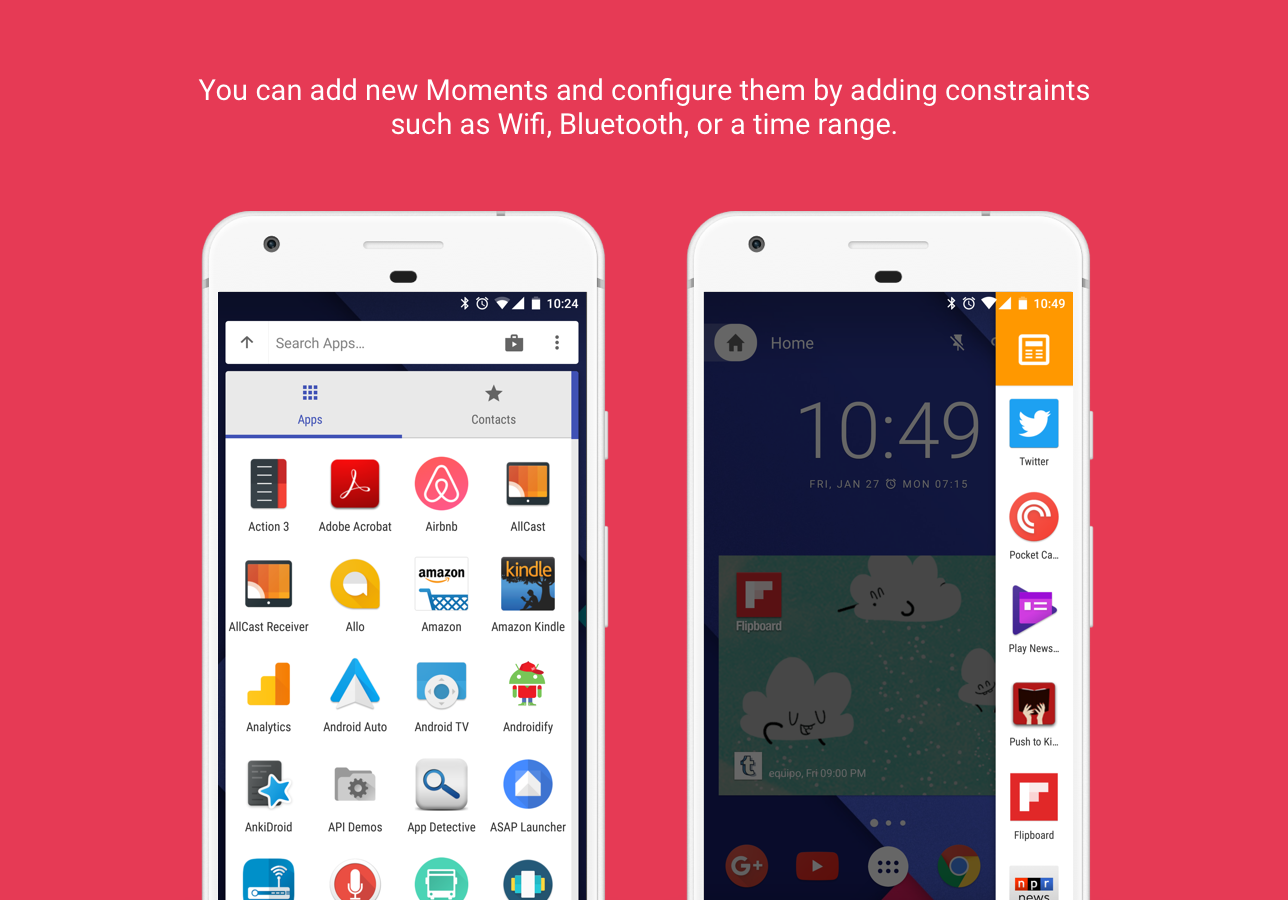 You can add new Moments and configure them by adding constraints
such as Wifi, Bluetooth, or a time range.
10:24
Search Apps...
Apps
Contacts
Action 3
Adobe Acrobat
Airbnb
AllCast
amazon
kindle
AllCast Receiver
Allo
Amazon
Amazon Kindle
Analytics
Android Auto
Android TV
Androidify
AnkiDroid
API Demos
App Detective
ASAP Launcher
10:49
Home
10:49
FRI, JAN 27
MON 07:15
Flipboard
equipo, Fri 09:00 PM
G+
Twitter
Pocket Ca...
Play News...
Push to Ki...
Flipboard
npr
news